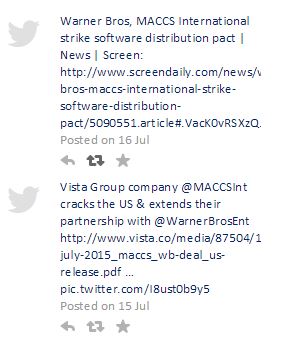 Warner Bros, MACCS International
strike software distribution pact |
News | Screen:
http://www.screendaily.com/news/v
bros-maccs-international-strike-
software-distribution-
pact/5090551.article#.VacK0vRSXzQ
Posted on 16 Jul
Vista Group company @MACCSInt
cracks the US & extends their
partnership with @WarnerBrosEnt
http://www.vista.co/media/87504/1
july-2015_maccs_wb-deal_us-
release.pdf ...
pic.twitter.com/I8ust0b9y5
Posted on 15 Jul